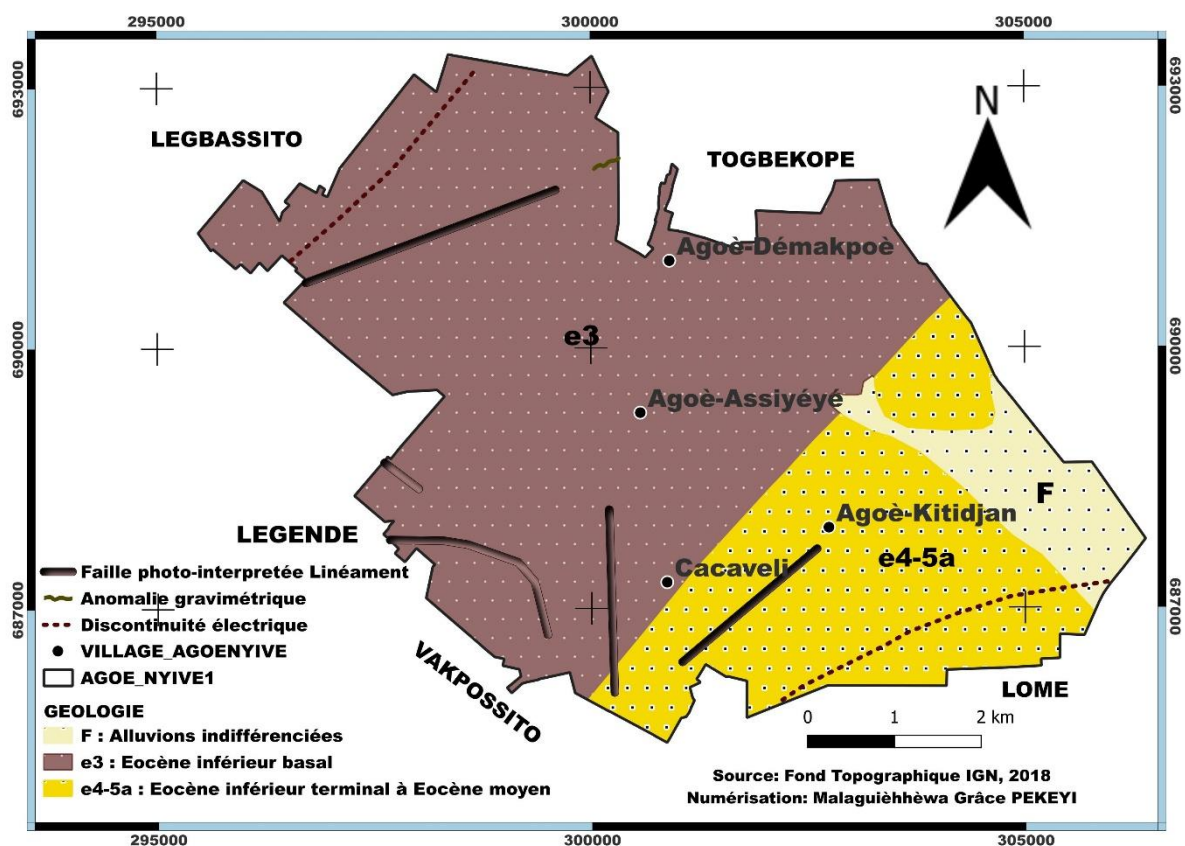 295000
300000
305000
693000
693000
N
LEGBASSITO
TOGBEKOPE
Agoè-Démakpoè
e3
690000
690000
Agoè-Assiyéyé
F
Agoè-Kitidjan
e4-5a
Cacaveli
687000
687000
VAKPOSSITO
LOME
LEGENDE
Faille photo-interpretée Linéament
Anomalie gravimétrique
Discontuité électrique
VILLAGE_AGOENYIVE
AGOE_NYIVE1
GEOLOGIE
F : Alluvions indifférenciées
e3 : Eocène inférieur basal
e4-5a : Eocène inférieur terminal à Eocène moyen
0 1 2 km
Source: Fond Topographique IGN, 2018
Numérisation: Malaguièhhèwa Grâce PEKEYI
295000
300000
305000